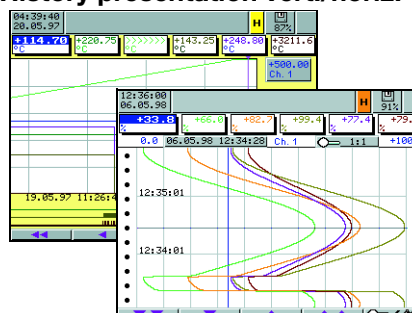 History presentation vert/horiz.
04:39:40
20.05.97
H
87%
+114.70 +220.75 >>>>>>> +143.25 +248.80 +3211.6
°C °C °C °C °C °C
+500.00
Ch.1
19.05.97 11:26:4
12:36:00
06.05.98
H
91%
+33.8 +66.0 +82.7 +99.4 +77.4 +79.
% % % % % %
0.0 06.05.98 12:34:28 Ch.1 1:1 +100
12:35:01
12:34:01